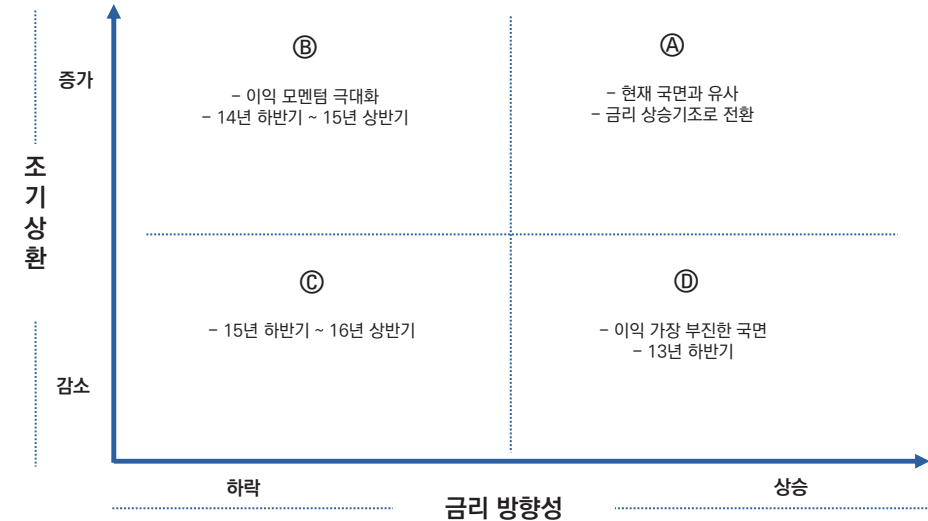 Ⓑ
Ⓐ
증가
- 이익 모멘텀 극대화
- 14년 하반기 ~ 15년 상반기
- 현재 국면과 유사
- 금리 상승기조로 전환
조
기
상
환
Ⓒ
Ⓓ
- 15년 하반기 ~ 16년 상반기
- 이익 가장 부진한 국면
- 13년 하반기
감소
하락
상승
금리 방향성